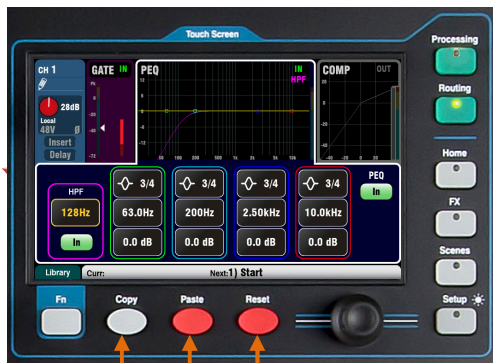 Touch Screen
Processing
CH 1
GATE IN
PEQ
IN
HPF
COMP OUT
28dB
Local
48V Ø
Insert
Delay
Routing
Home
FX
Scenes
Setup
HPF
128Hz
In
3/4
63.0Hz
0.0 dB
3/4
200Hz
0.0 dB
3/4
2.50kHz
0.0 dB
3/4
10.0kHz
0.0 dB
PEQ
In
Library
Curr:
Next:1) Start
Fn
Copy
Paste
Reset